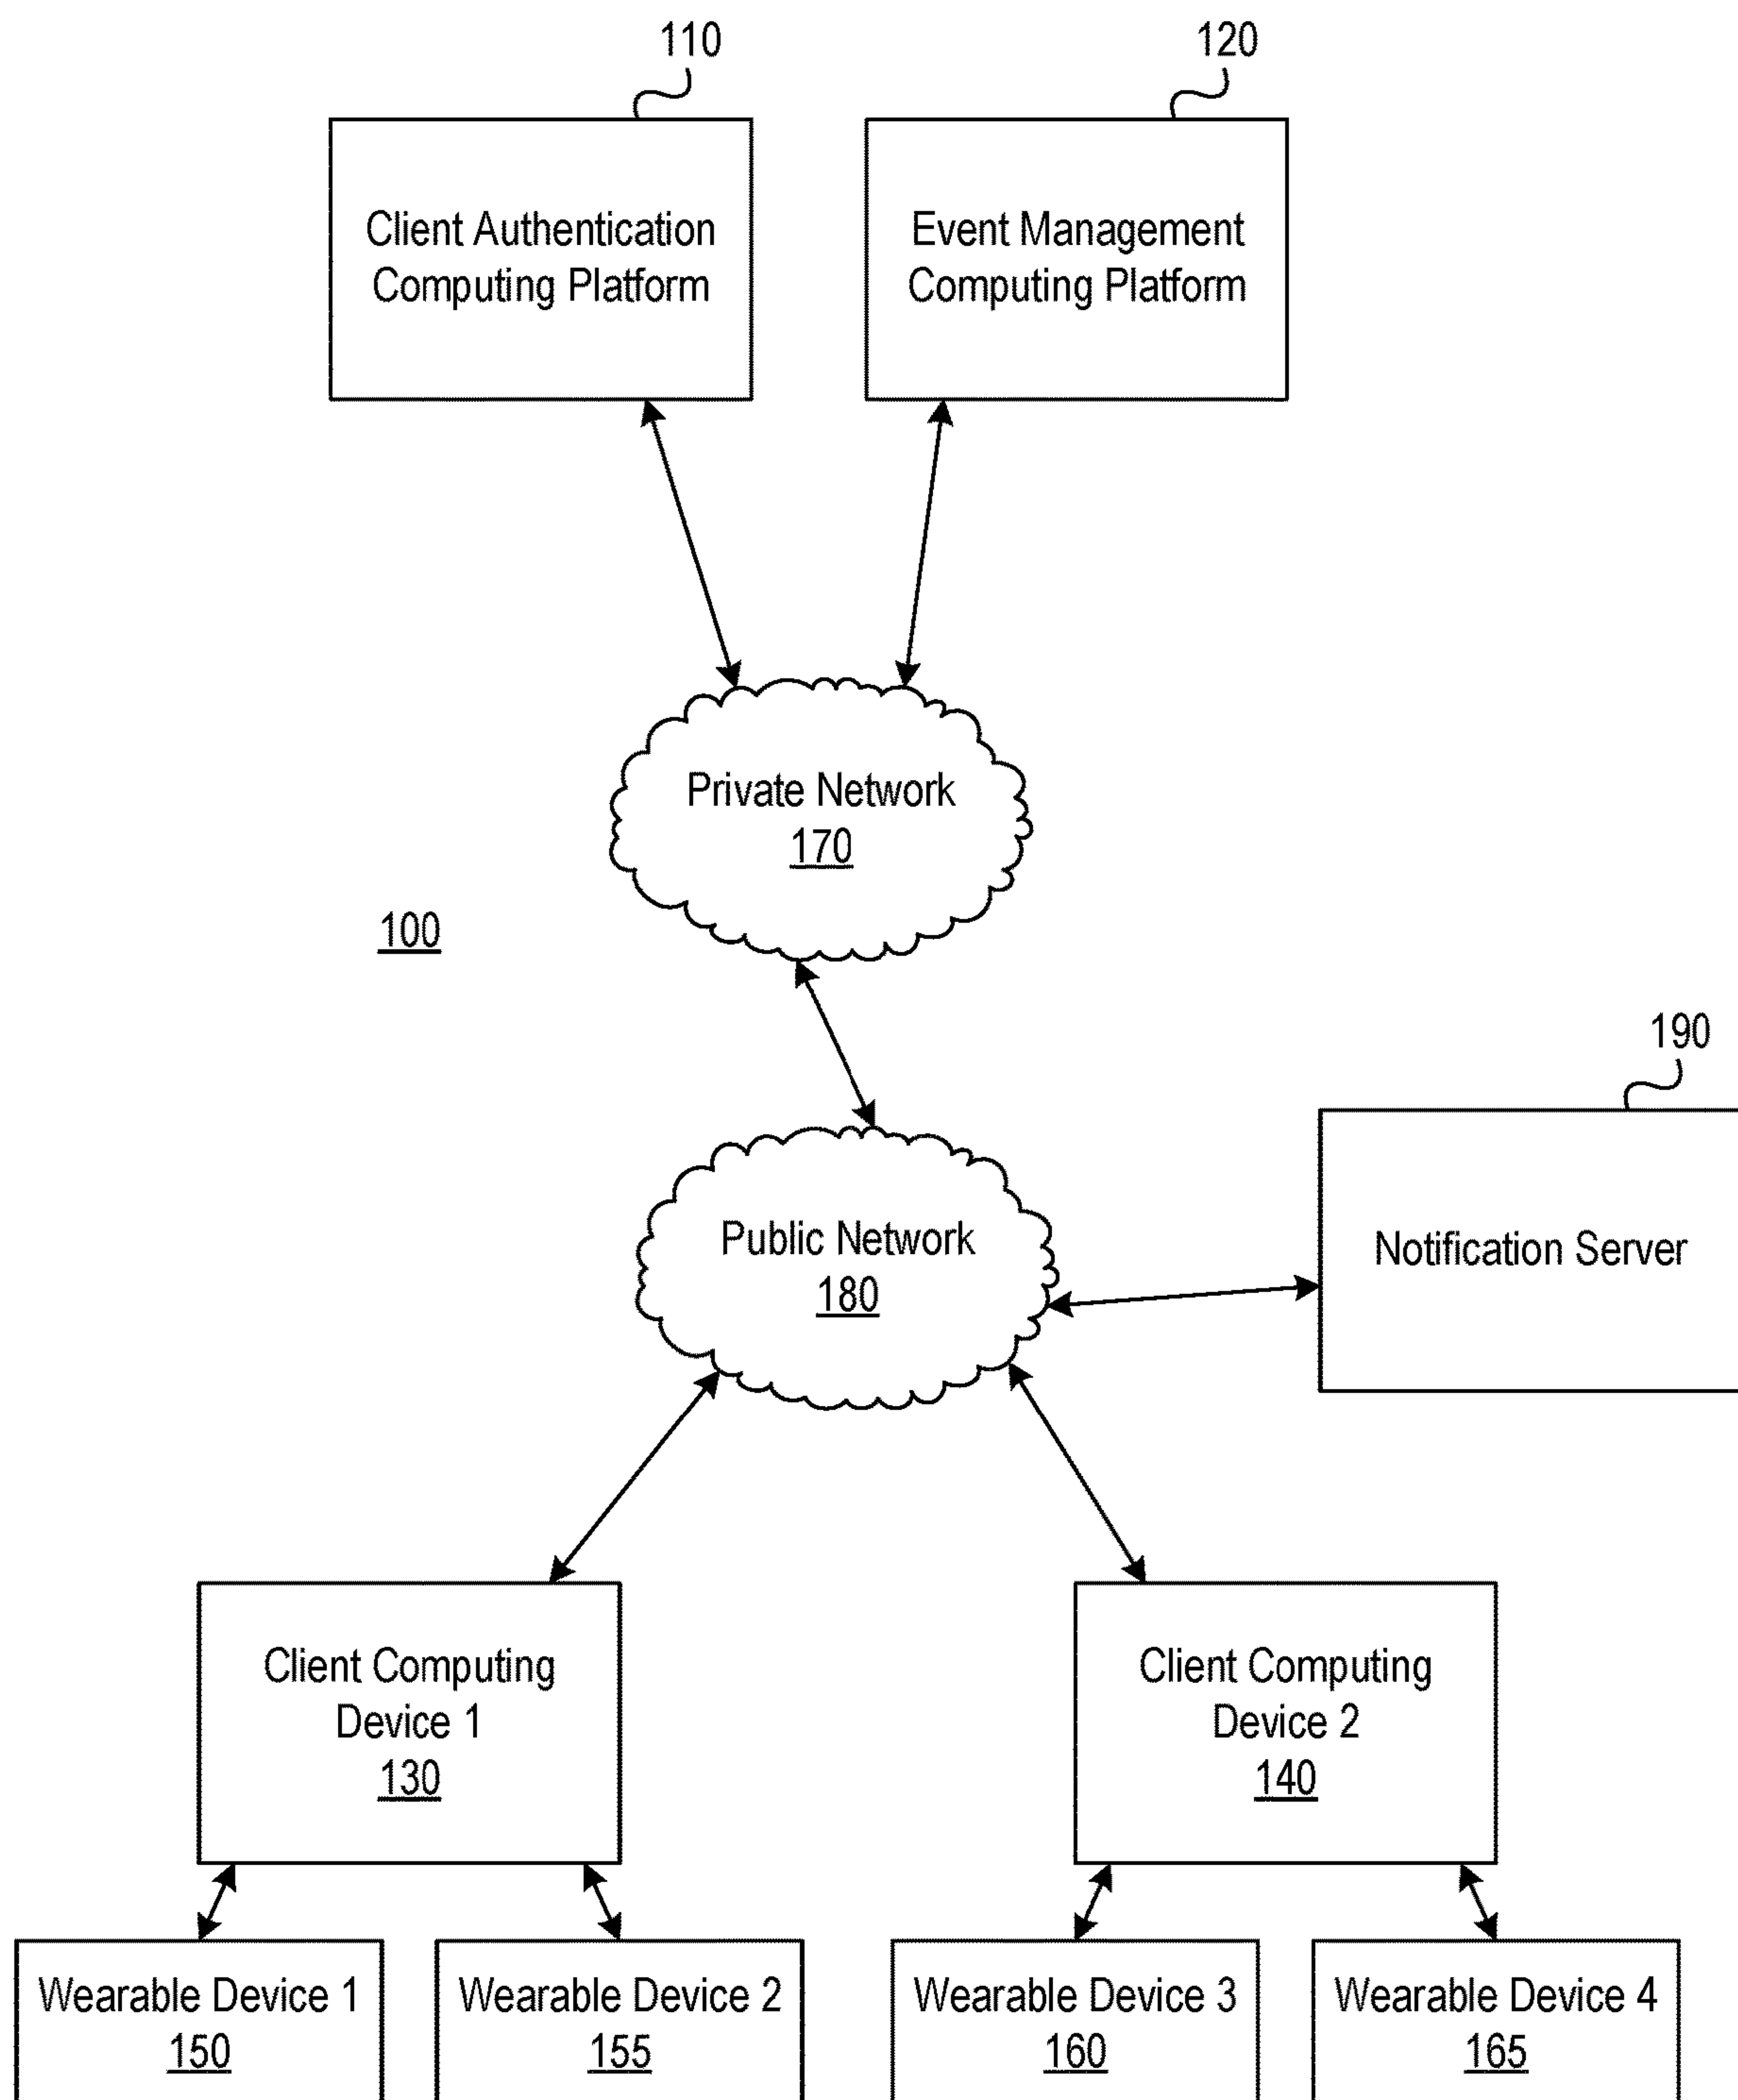 110
120
Client Authentication
Computing Platform
Event Management
Computing Platform
Private Network
170
100
190
Public Network
180
Notification Server
Client Computing
Device 1
130
Client Computing
Device 2
140
Wearable Device 1
150
Wearable Device 2
155
Wearable Device 3
160
Wearable Device 4
165